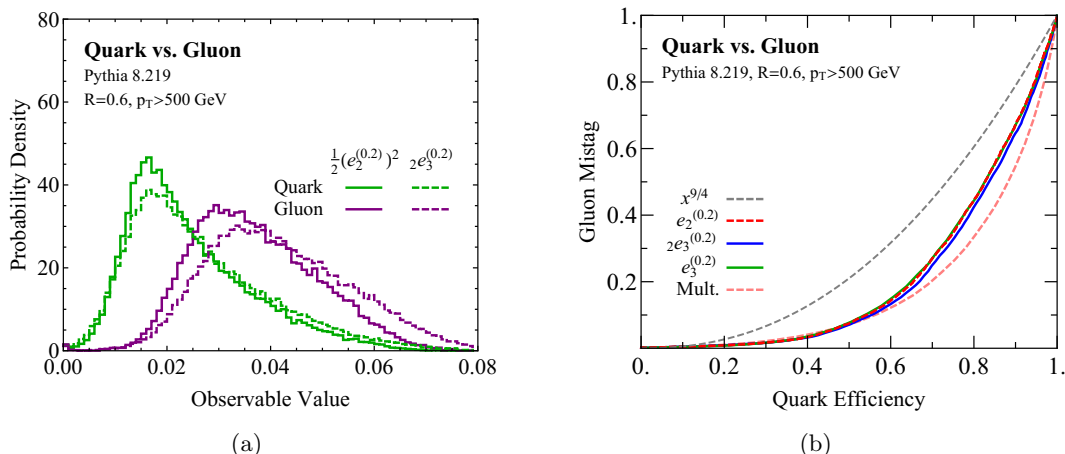 Quark vs. Gluon
Pythia 8.219
R=0.6, pT>500 GeV
½(e₂^(0.2))² ₂e₃^(0.2)
Quark
Gluon
Probability Density
80
60
40
20
0
0.00 0.02 0.04 0.06 0.08
Observable Value
(a)
Quark vs. Gluon
Pythia 8.219, R=0.6, pT>500 GeV
x^9/4
e₂^(0.2)
₂e₃^(0.2)
e₃^(0.2)
Mult.
Gluon Mistag
1.
0.8
0.6
0.4
0.2
0. 0.2 0.4 0.6 0.8 1.
Quark Efficiency
(b)